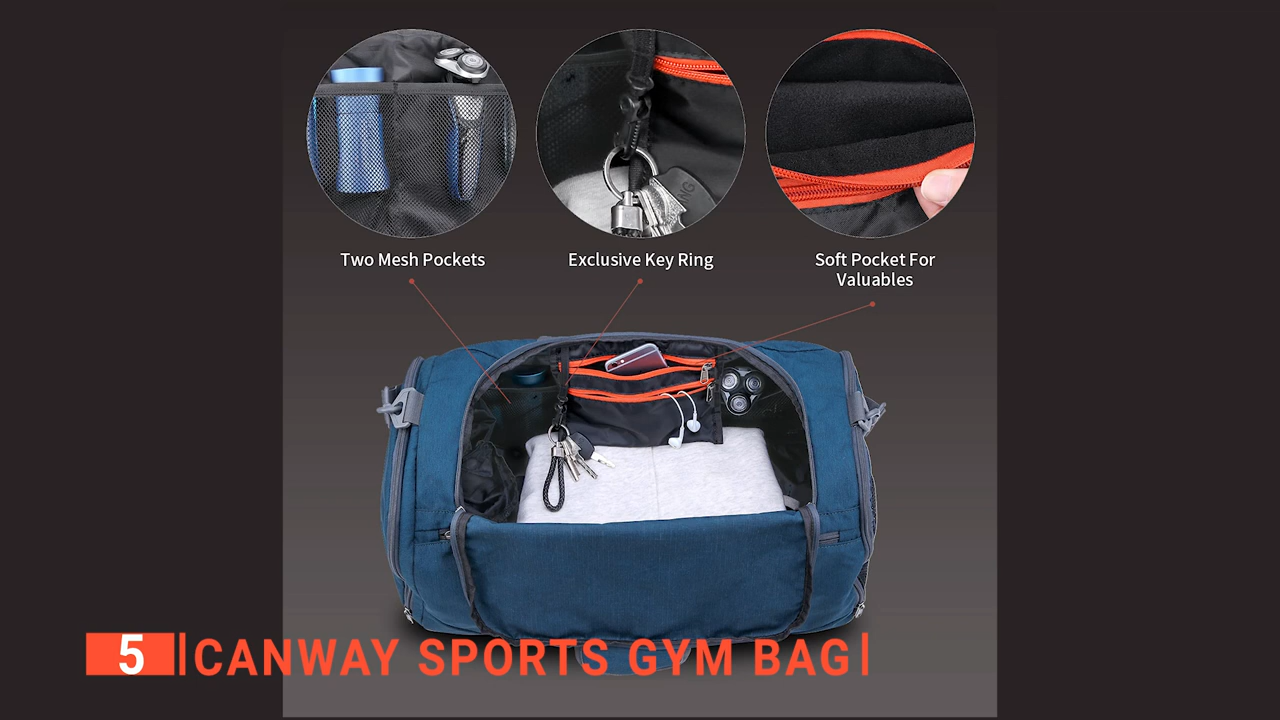 Two Mesh Pockets
Exclusive Key Ring
Soft Pocket For
Valuables
5
CANWAY SPORTS GYM BAG